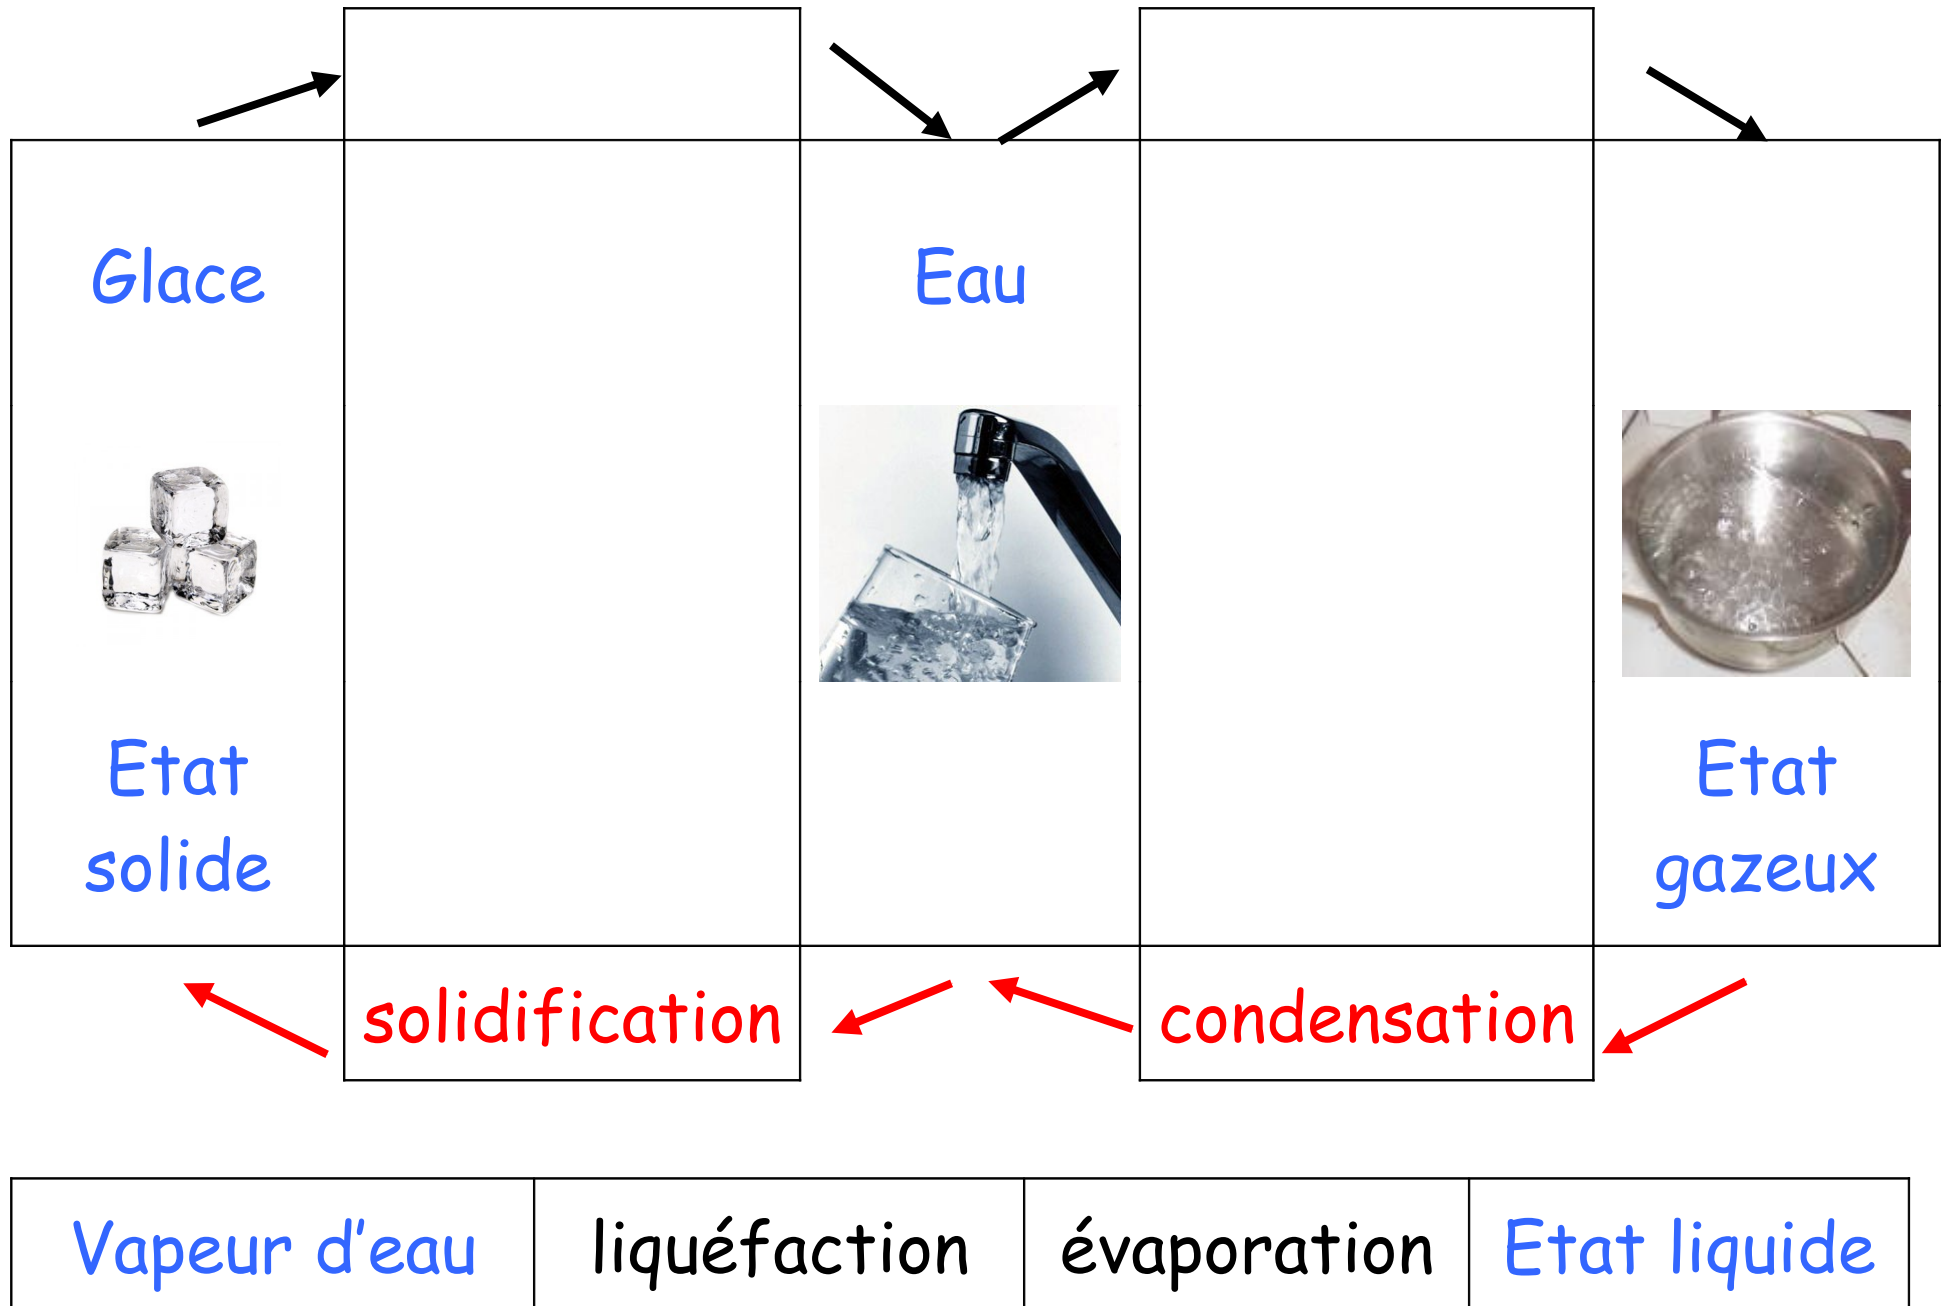 Glace
Eau
Etat
solide
Etat
gazeux
solidification
condensation
Vapeur d’eau
liquéfaction
évaporation
Etat liquide